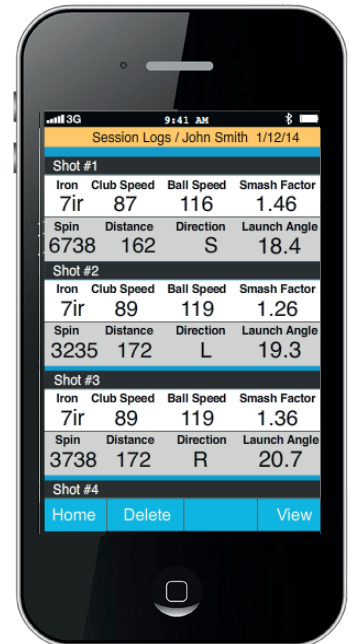 3G 9:41 AM
Session Logs / John Smith 1/12/14
Shot #1
Iron Club Speed Ball Speed Smash Factor
7ir 87 116 1.46
Spin Distance Direction Launch Angle
6738 162 S 18.4
Shot #2
Iron Club Speed Ball Speed Smash Factor
7ir 89 119 1.26
Spin Distance Direction Launch Angle
3235 172 L 19.3
Shot #3
Iron Club Speed Ball Speed Smash Factor
7ir 89 119 1.36
Spin Distance Direction Launch Angle
3738 172 R 20.7
Shot #4
Home Delete View